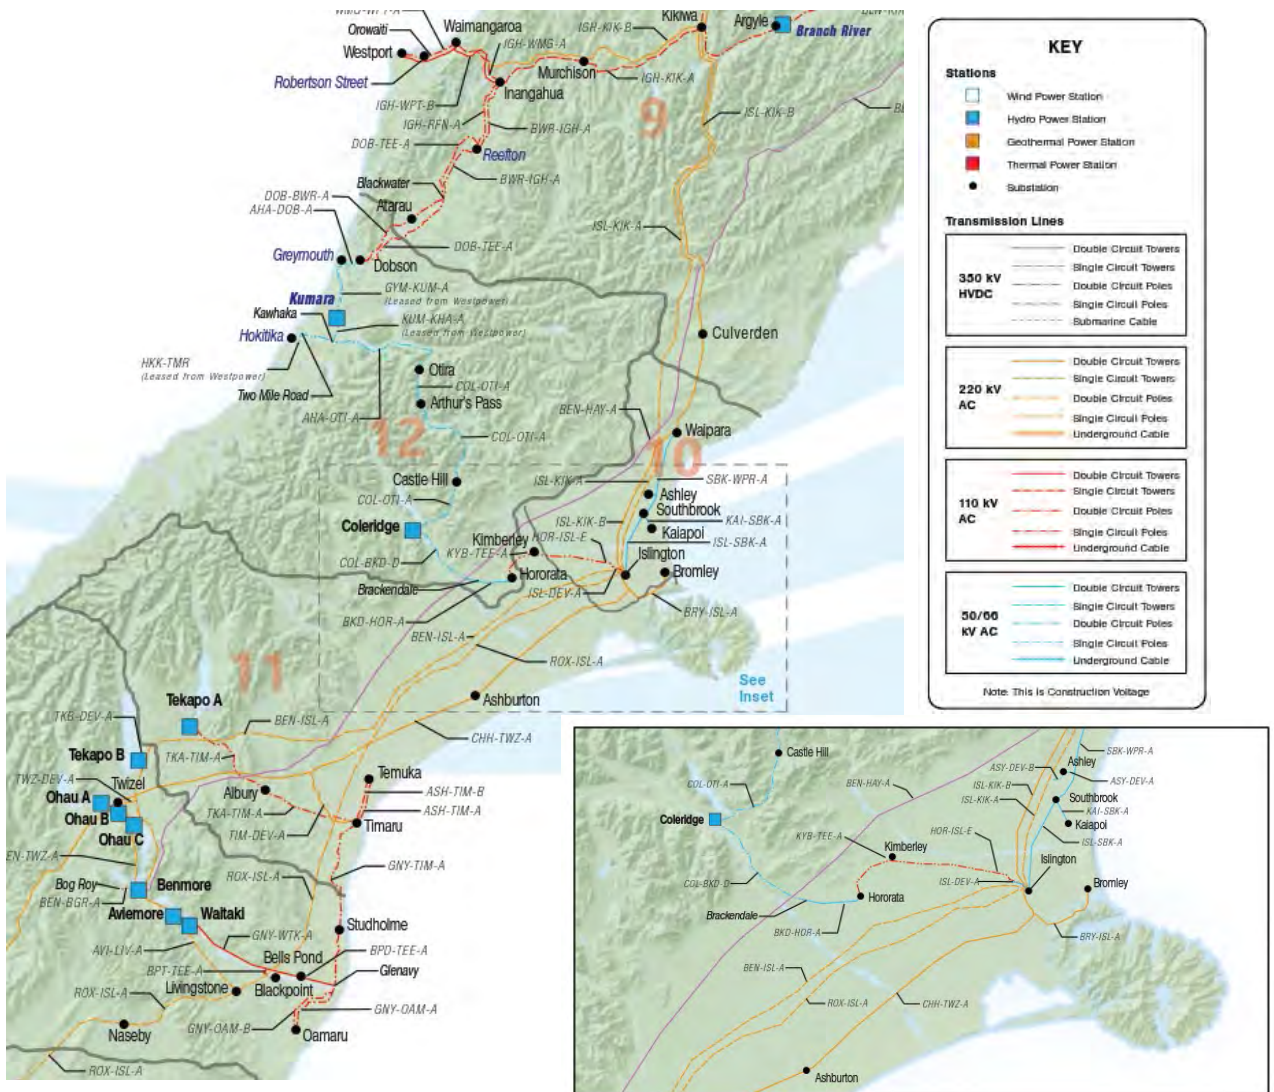 Orowaiti
Waimangaroa
Kikiwa
Argyle
Branch River
Westport
IGH-WMG-A
IGH-KIK-B
Robertson Street
Murchison
IGH-KIK-A
Inangahua
IGH-WPT-B
9
ISL-KIK-B
IGH-RFN-A
BWR-IGH-A
DOB-TEE-A
Reefton
Blackwater
BWR-IGH-A
DOB-BWR-A
AHA-DOB-A
Atarau
ISL-KIK-A
DOB-TEE-A
Greymouth
Dobson
GYM-KUM-A
(Leased from Westpower)
Kumara
Kawhaka
KUM-KHA-A
(Leased from Westpower)
Hokitika
Culverden
HKK-TMR
(Leased from Westpower)
Otira
COL-OTI-A
Two Mile Road
Arthur's Pass
AHA-OTI-A
BEN-HAY-A
12
COL-OTI-A
Waipara
10
Castle Hill
ISL-KIK-A
SBK-WPR-A
COL-OTI-A
Ashley
Southbrook
Coleridge
ISL-KIK-B
KAI-SBK-A
Kaiapoi
Kimberley
HOR-ISL-E
ISL-SBK-A
KYB-TEE-A
Islington
COL-BKD-D
Hororata
Bromley
Brackendale
ISL-DEV-A
BRY-ISL-A
BKD-HOR-A
BEN-ISL-A
ROX-ISL-A
11
See
Inset
Tekapo A
Ashburton
TKB-DEV-A
BEN-ISL-A
CHH-TWZ-A
Tekapo B
TKA-TIM-A
TWZ-DEV-A
Twizel
Temuka
Ohau A
Albury
ASH-TIM-B
Ohau B
TKA-TIM-A
ASH-TIM-A
Ohau C
TIM-DEV-A
Timaru
EN-TWZ-A
GNY-TIM-A
Bog Roy
Benmore
ROX-ISL-A
BEN-BGR-A
Aviemore
Waitaki
Studholme
GNY-WTK-A
AVI-LIV-A
Bells Pond
BPD-TEE-A
BPT-TEE-A
Glenavy
Livingstone
Blackpoint
ROX-ISL-A
GNY-OAM-A
GNY-OAM-B
Naseby
Oamaru
ROX-ISL-A
KEY
Stations
Wind Power Station
Hydro Power Station
Geothermal Power Station
Thermal Power Station
Substation
Transmission Lines
350 kV
HVDC
Double Circuit Towers
Single Circuit Towers
Double Circuit Poles
Single Circuit Poles
Submarine Cable
220 kV
AC
Double Circuit Towers
Single Circuit Towers
Double Circuit Poles
Single Circuit Poles
Underground Cable
110 kV
AC
Double Circuit Towers
Single Circuit Towers
Double Circuit Poles
Single Circuit Poles
Underground Cable
50/66
kV AC
Double Circuit Towers
Single Circuit Towers
Double Circuit Poles
Single Circuit Poles
Underground Cable
Note: This is Construction Voltage
Castle Hill
SBK-WPR-A
ASY-DEV-B
Ashley
COL-OTI-A
BEN-HAY-A
ISL-KIK-B
ASY-DEV-A
ISL-KIK-A
Southbrook
KAI-SBK-A
Coleridge
Kaiapoi
KYB-TEE-A
HOR-ISL-E
ISL-SBK-A
Kimberley
Islington
COL-BKD-D
ISL-DEV-A
Bromley
Hororata
Brackendale
BKD-HOR-A
BRY-ISL-A
BEN-ISL-A
ROX-ISL-A
CHH-TWZ-A
Ashburton